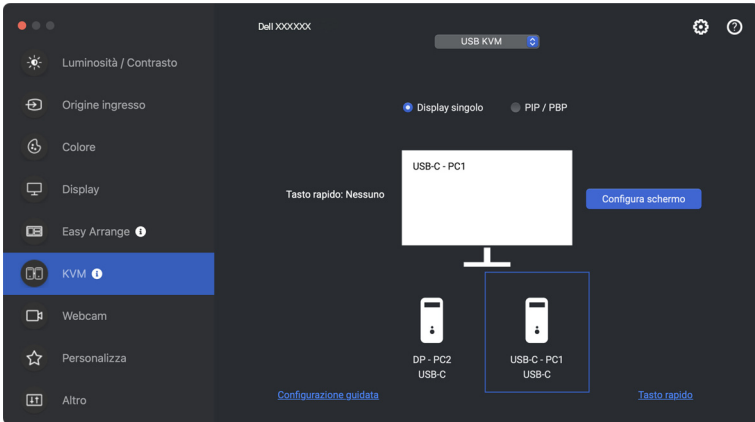 Dell XXXXXX
USB KVM
Luminosità / Contrasto
Origine ingresso
Colore
Display
Easy Arrange
KVM
Webcam
Personalizza
Altro
Display singolo
PIP / PBP
USB-C - PC1
Tasto rapido: Nessuno
Configura schermo
DP - PC2
USB-C
USB-C - PC1
USB-C
Configurazione guidata
Tasto rapido